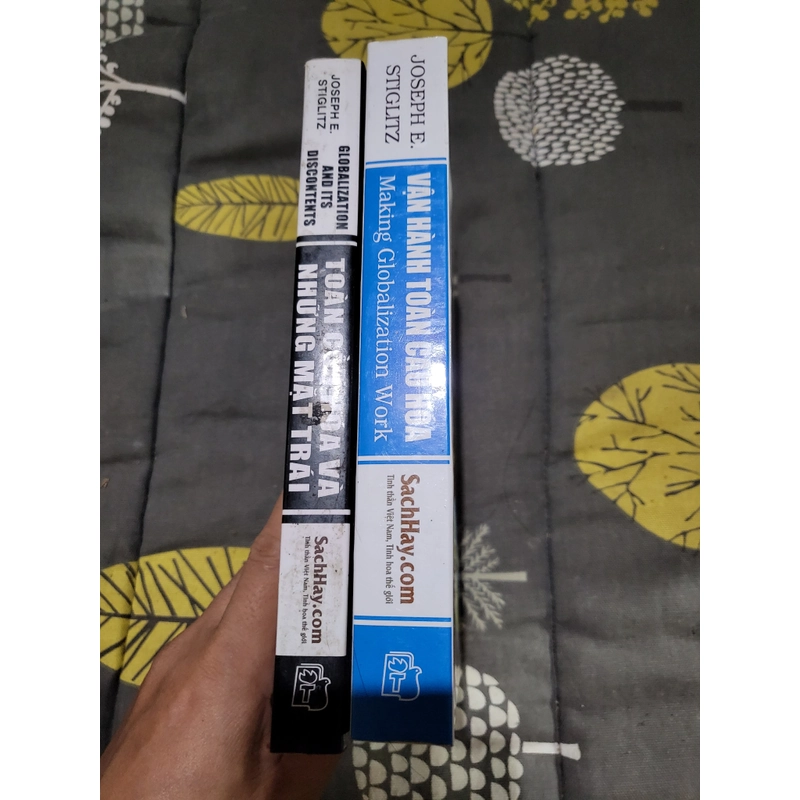 JOSEPH E.
STIGLITZ
GLOBALIZATION
AND ITS
DISCONTENTS
TOÀN CẦU HÓA VÀ
NHỮNG MẶT TRÁI
SachHay.com
Tinh thần Việt Nam, Tinh hoa thế giới
JOSEPH E.
STIGLITZ
VẬN HÀNH TOÀN CẦU HÓA
Making Globalization Work
SachHay.com
Tinh thần Việt Nam, Tinh hoa thế giới